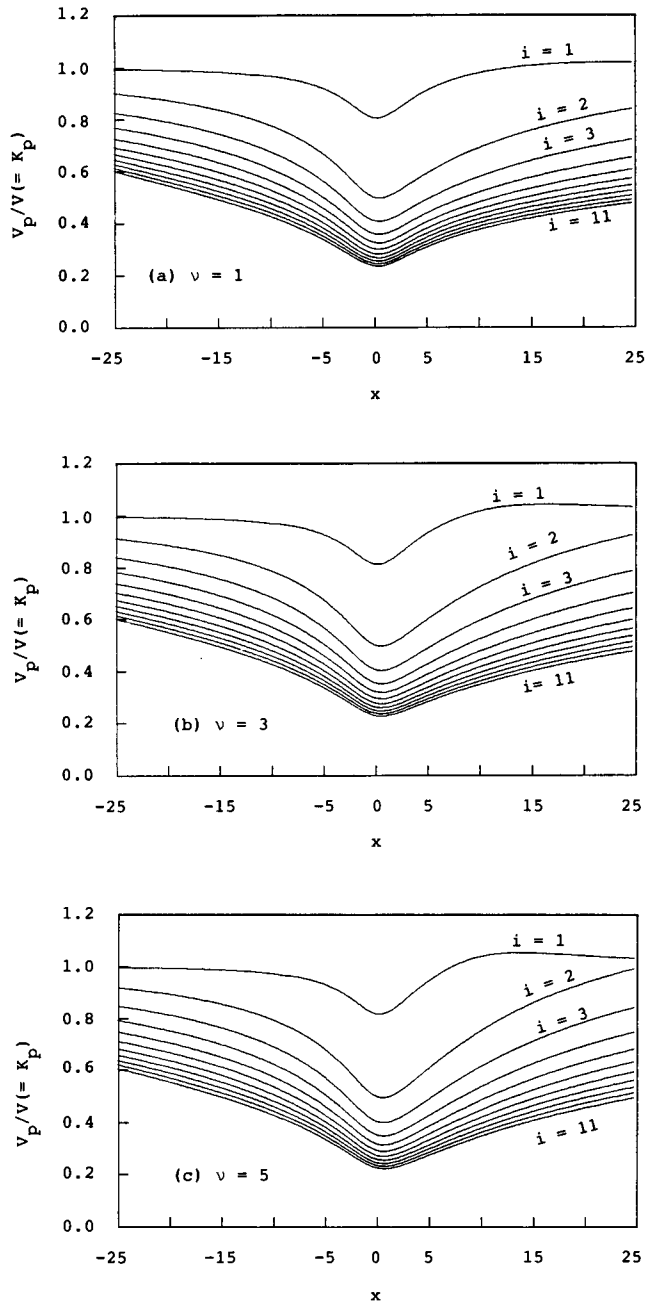 1.2
1.0
0.8
0.6
0.4
0.2
0.0
V_p/V(= K_p)
i = 1
i = 2
i = 3
i = 11
(a) ν = 1
-25 -15 -5 0 5 15 25
x
1.2
1.0
0.8
0.6
0.4
0.2
0.0
V_p/V(= K_p)
i = 1
i = 2
i = 3
i= 11
(b) ν = 3
-25 -15 -5 0 5 15 25
x
1.2
1.0
0.8
0.6
0.4
0.2
0.0
V_p/V(= K_p)
i = 1
i = 2
i = 3
i = 11
(c) ν = 5
-25 -15 -5 0 5 15 25
x